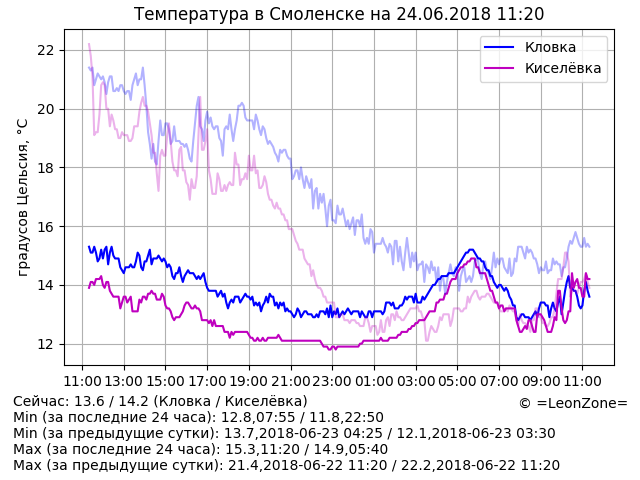 Температура в Смоленске на 24.06.2018 11:20
Кловка
Киселёвка
градусов Цельсия, °C
22
20
18
16
14
12
11:00 13:00 15:00 17:00 19:00 21:00 23:00 01:00 03:00 05:00 07:00 09:00 11:00
Сейчас: 13.6 / 14.2 (Кловка / Киселёвка)
© =LeonZone=
Min (за последние 24 часа): 12.8,07:55 / 11.8,22:50
Min (за предыдущие сутки): 13.7,2018-06-23 04:25 / 12.1,2018-06-23 03:30
Max (за последние 24 часа): 15.3,11:20 / 14.9,05:40
Max (за предыдущие сутки): 21.4,2018-06-22 11:20 / 22.2,2018-06-22 11:20